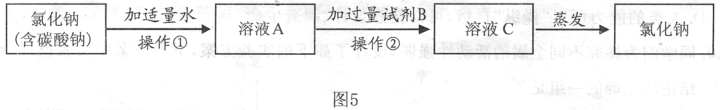 加适量水 加过量试剂B 蒸发
氯化钠 溶液A 溶液C 氯化钠
(含碳酸钠) 操作① 操作②
图5